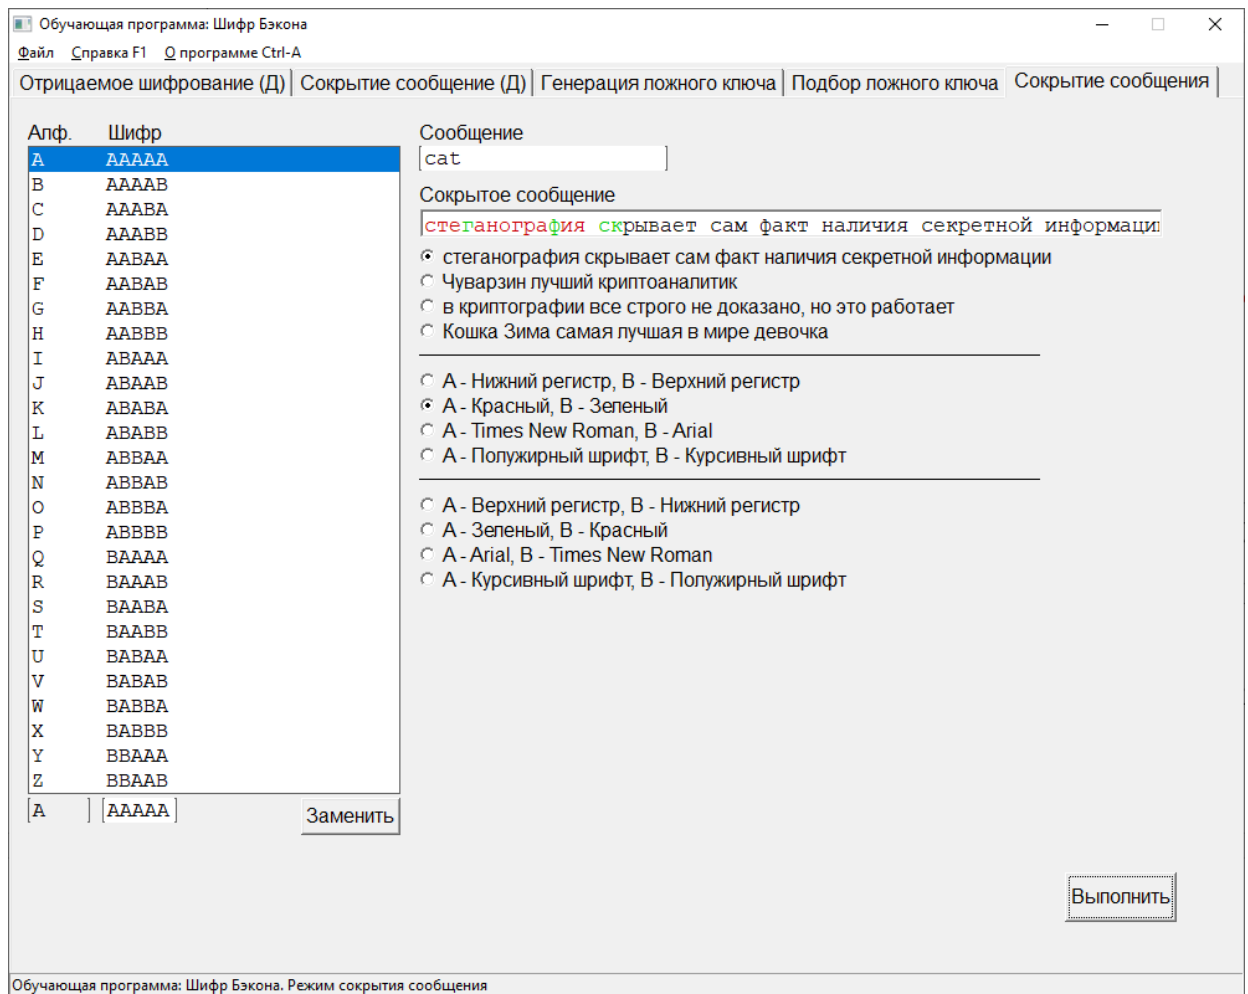 Обучающая программа: Шифр Бэкона
Файл Справка F1 О программе Ctrl-A
Отрицаемое шифрование (Д) Сокрытие сообщение (Д) Генерация ложного ключа Подбор ложного ключа Сокрытие сообщения
Алф. Шифр
A AAAAA
B AAAAB
C AAABA
D AAABB
E AABAA
F AABAB
G AABBA
H AABBB
I ABAAA
J ABAAB
K ABABA
L ABABB
M ABBAA
N ABBAB
O ABBBA
P ABBBB
Q BAAAA
R BAAAB
S BAABA
T BAABB
U BABAA
V BABAB
W BABBA
X BABBB
Y BBAAA
Z BBAAB
A AAAAA
Заменить
Сообщение
cat
Сокрытое сообщение
стеганография скрывает сам факт наличия секретной информаци
стеганография скрывает сам факт наличия секретной информации
Чуварзин лучший криптоаналитик
в криптографии все строго не доказано, но это работает
Кошка Зима самая лучшая в мире девочка
А - Нижний регистр, В - Верхний регистр
А - Красный, В - Зеленый
А - Times New Roman, В - Arial
А - Полужирный шрифт, В - Курсивный шрифт
А - Верхний регистр, В - Нижний регистр
А - Зеленый, В - Красный
А - Arial, В - Times New Roman
А - Курсивный шрифт, В - Полужирный шрифт
Выполнить
Обучающая программа: Шифр Бэкона. Режим сокрытия сообщения